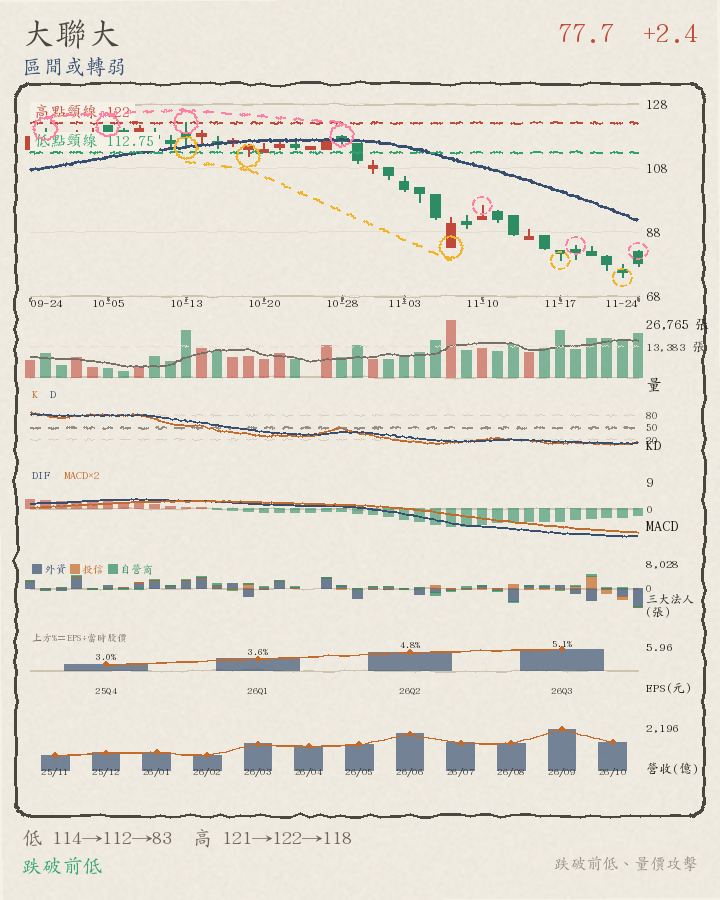 大聯大
77.7 +2.4
區間或轉弱
高點頸線 122
低點頸線 112.75
128
108
88
68
09-24 10-05 10-13 10-20 10-28 11-03 11-10 11-17 11-24
26,765 張
13,383 張
量
K D
80
50
20
KD
DIF MACD×2
9
0
MACD
外資 投信 自營商
8,028
0
三大法人
(張)
上方%=EPS÷當時股價
3.0% 3.6% 4.8% 5.1%
5.96
25Q4 26Q1 26Q2 26Q3
EPS(元)
2,196
25/11 25/12 26/01 26/02 26/03 26/04 26/05 26/06 26/07 26/08 26/09 26/10
營收(億)
低 114→112→83 高 121→122→118
跌破前低
跌破前低、量價攻擊